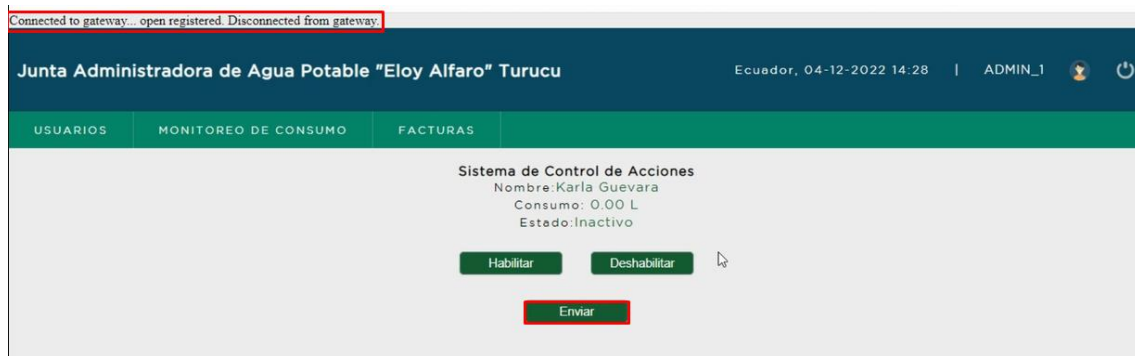 Connected to gateway... open registered. Disconnected from gateway.
Junta Administradora de Agua Potable "Eloy Alfaro" Turucu
Ecuador, 04-12-2022 14:28 | ADMIN_1
USUARIOS MONITOREO DE CONSUMO FACTURAS
Sistema de Control de Acciones
Nombre:Karla Guevara
Consumo: 0.00 L
Estado:Inactivo
Habilitar Deshabilitar
Enviar